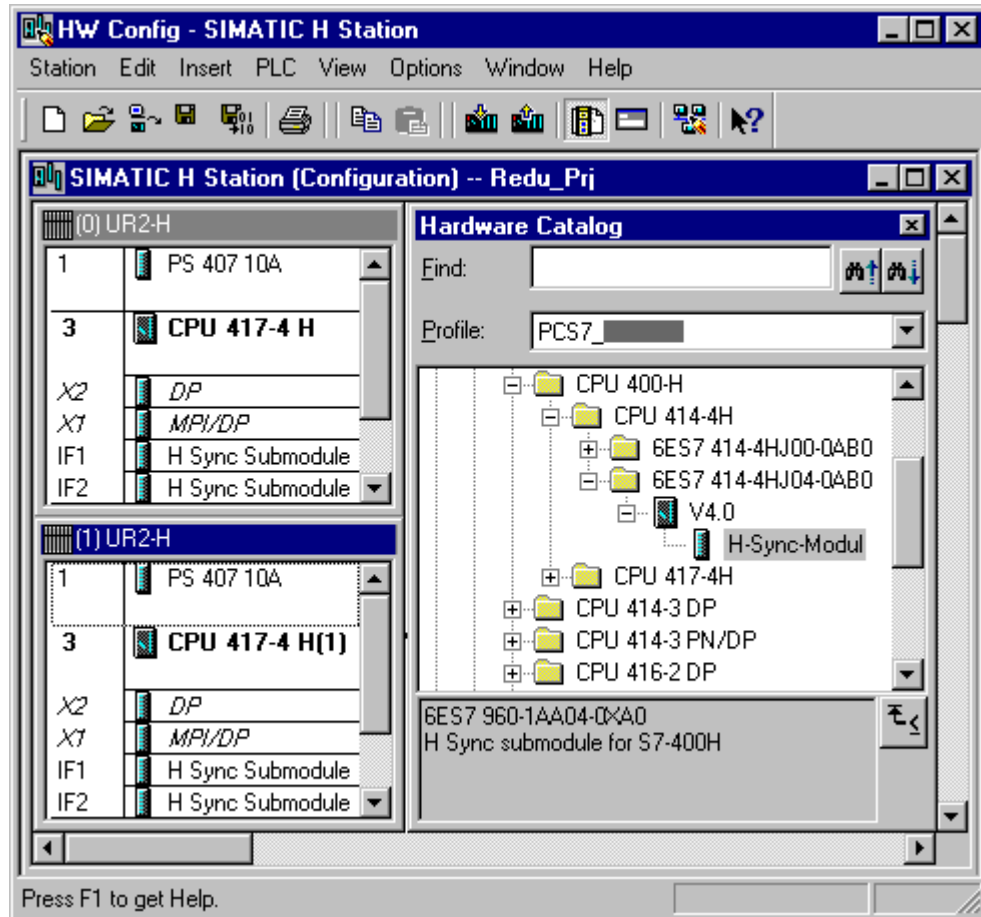 HW Config - SIMATIC H Station
Station Edit Insert PLC View Options Window Help
SIMATIC H Station (Configuration) -- Redu_Prj
(0) UR2-H
1 PS 407 10A
3 CPU 417-4 H
X2 DP
X1 MPI/DP
IF1 H Sync Submodule
IF2 H Sync Submodule
(1) UR2-H
1 PS 407 10A
3 CPU 417-4 H(1)
X2 DP
X1 MPI/DP
IF1 H Sync Submodule
IF2 H Sync Submodule
Hardware Catalog
Find:
Profile: PCS7_
CPU 400-H
CPU 414-4H
6ES7 414-4HJ00-0AB0
6ES7 414-4HJ04-0AB0
V4.0
H-Sync-Modul
CPU 417-4H
CPU 414-3 DP
CPU 414-3 PN/DP
CPU 416-2 DP
6ES7 960-1AA04-0XA0
H Sync submodule for S7-400H
Press F1 to get Help.